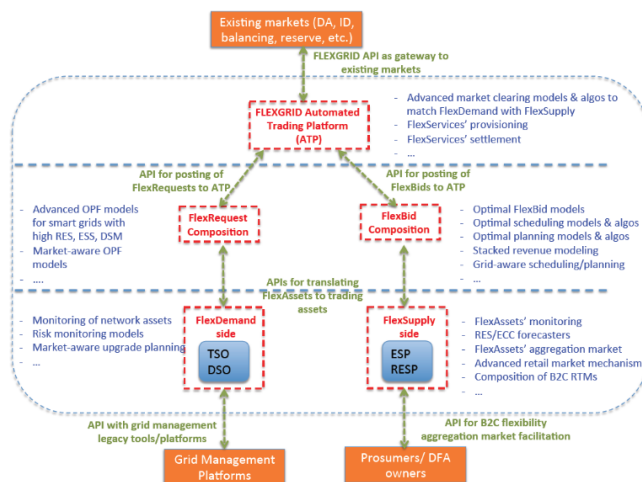 Existing markets (DA, ID,
balancing, reserve, etc.)
FLEXGRID API as gateway to
existing markets
FLEXGRID Automated
Trading Platform
(ATP)
- Advanced market clearing models & algos to
match FlexDemand with FlexSupply
- FlexServices' provisioning
- FlexServices' settlement
- ...
API for posting of
FlexRequests to ATP
API for posting of
FlexBids to ATP
- Advanced OPF models
for smart grids with
high RES, ESS, DSM
- Market-aware OPF
models
- ....
FlexRequest
Composition
FlexBid
Composition
- Optimal FlexBid models
- Optimal scheduling models & algos
- Optimal planning models & algos
- Stacked revenue modeling
- Grid-aware scheduling/planning
- ...
APIs for translating
FlexAssets to trading
assets
- Monitoring of network assets
- Risk monitoring models
- Market-aware upgrade planning
- ...
FlexDemand
side
TSO
DSO
FlexSupply
side
ESP
RESP
- FlexAssets' monitoring
- RES/ECC forecasters
- FlexAssets' aggregation market
- Advanced retail market mechanism
- Composition of B2C RTMs
- ...
API with grid management
legacy tools/platforms
API for B2C flexibility
aggregation market facilitation
Grid Management
Platforms
Prosumers/ DFA
owners